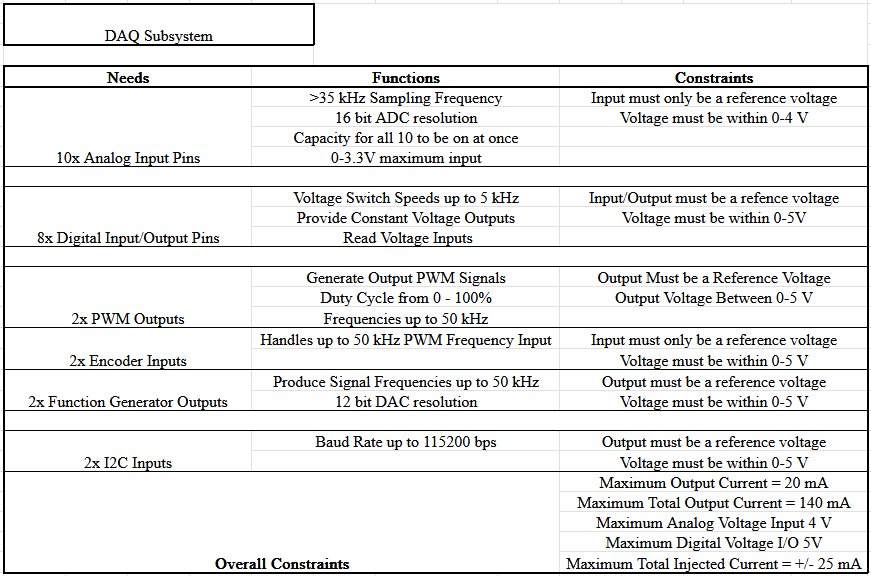 DAQ Subsystem
Needs Functions Constraints
>35 kHz Sampling Frequency Input must only be a reference voltage
16 bit ADC resolution Voltage must be within 0-4 V
Capacity for all 10 to be on at once
10x Analog Input Pins 0-3.3V maximum input
Voltage Switch Speeds up to 5 kHz Input/Output must be a refence voltage
Provide Constant Voltage Outputs Voltage must be within 0-5V
8x Digital Input/Output Pins Read Voltage Inputs
Generate Output PWM Signals Output Must be a Reference Voltage
Duty Cycle from 0 - 100% Output Voltage Between 0-5 V
2x PWM Outputs Frequencies up to 50 kHz
Handles up to 50 kHz PWM Frequency Input Input must only be a reference voltage
2x Encoder Inputs Voltage must be within 0-5 V
Produce Signal Frequencies up to 50 kHz Output must be a reference voltage
2x Function Generator Outputs 12 bit DAC resolution Voltage must be within 0-5 V
Baud Rate up to 115200 bps Output must be a reference voltage
2x I2C Inputs Voltage must be within 0-5 V
Maximum Output Current = 20 mA
Maximum Total Output Current = 140 mA
Maximum Analog Voltage Input 4 V
Maximum Digital Voltage I/O 5V
Overall Constraints Maximum Total Injected Current = +/- 25 mA